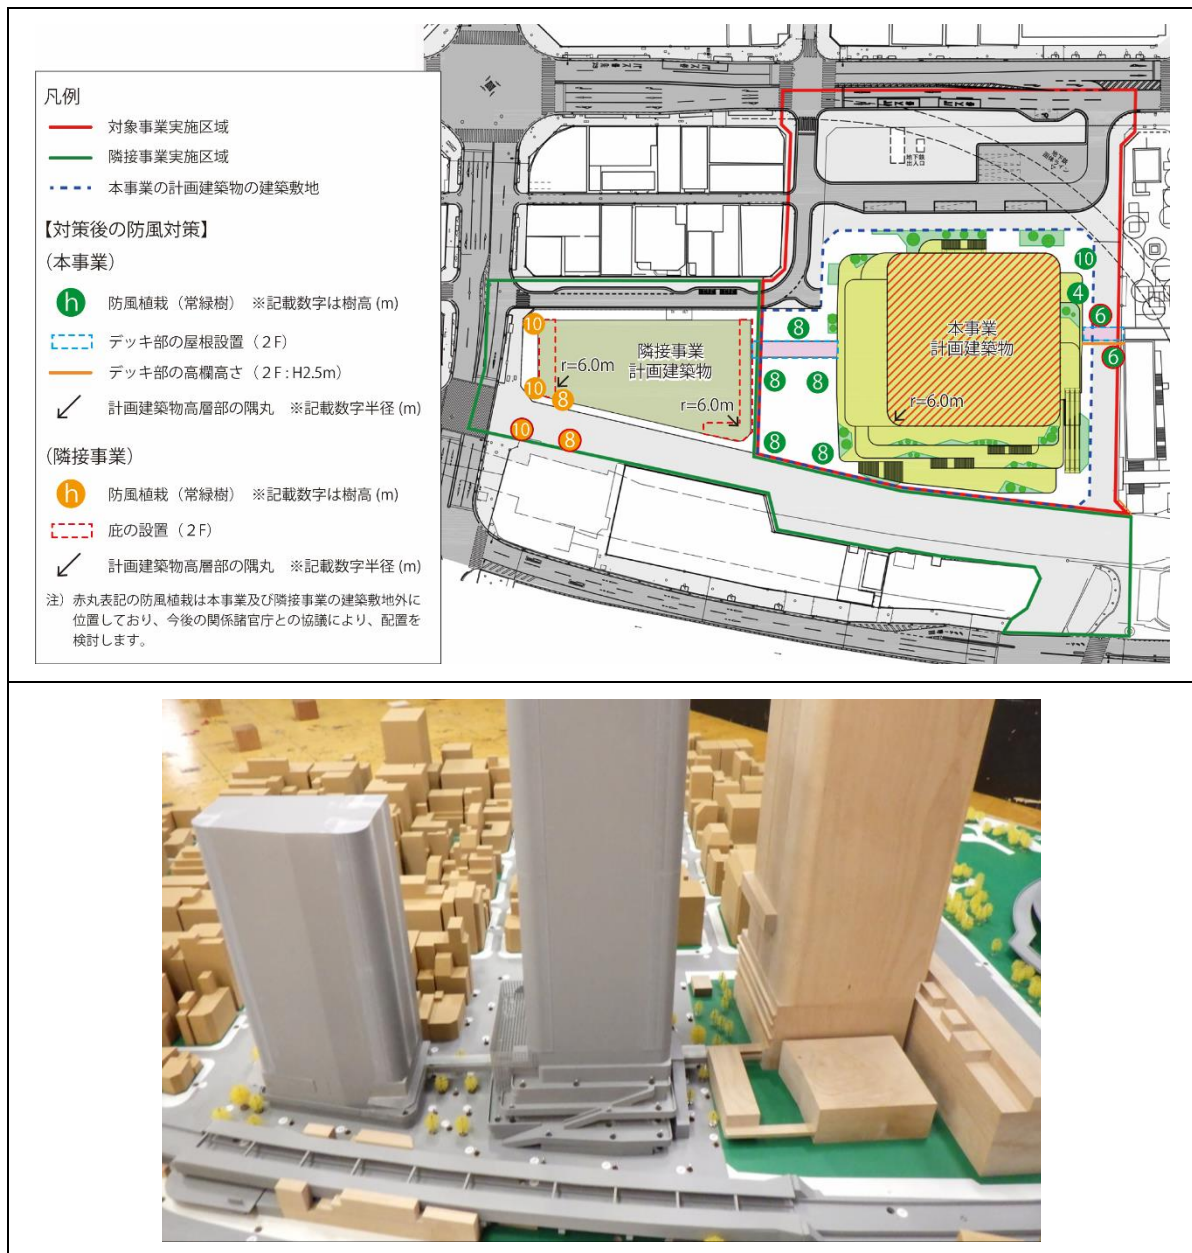 凡例
対象事業実施区域
隣接事業実施区域
本事業の計画建築物の建築敷地
【対策後の防風対策】
(本事業)
h 防風植栽(常緑樹) ※記載数字は樹高(m)
デッキ部の屋根設置(2F)
デッキ部の高欄高さ(2F:H2.5m)
計画建築物高層部の隅丸 ※記載数字半径(m)
(隣接事業)
h 防風植栽(常緑樹) ※記載数字は樹高(m)
庇の設置(2F)
計画建築物高層部の隅丸 ※記載数字半径(m)
注)赤丸表記の防風植栽は本事業及び隣接事業の建築敷地外に
位置しており、今後の関係諸官庁との協議により、配置を
検討します。
10
4
6
6
8
8
8
8
8
本事業
計画建築物
r=6.0m
隣接事業
計画建築物
r=6.0m
r=6.0m
10
10
8
10
8